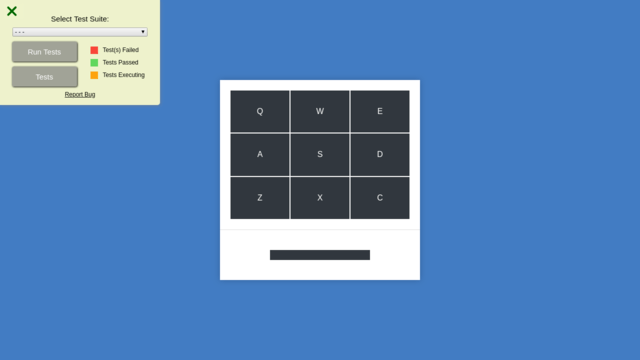 Select Test Suite:
- - -
Run Tests
Test(s) Failed
Tests Passed
Tests
Tests Executing
Report Bug
Q W E
A S D
Z X C